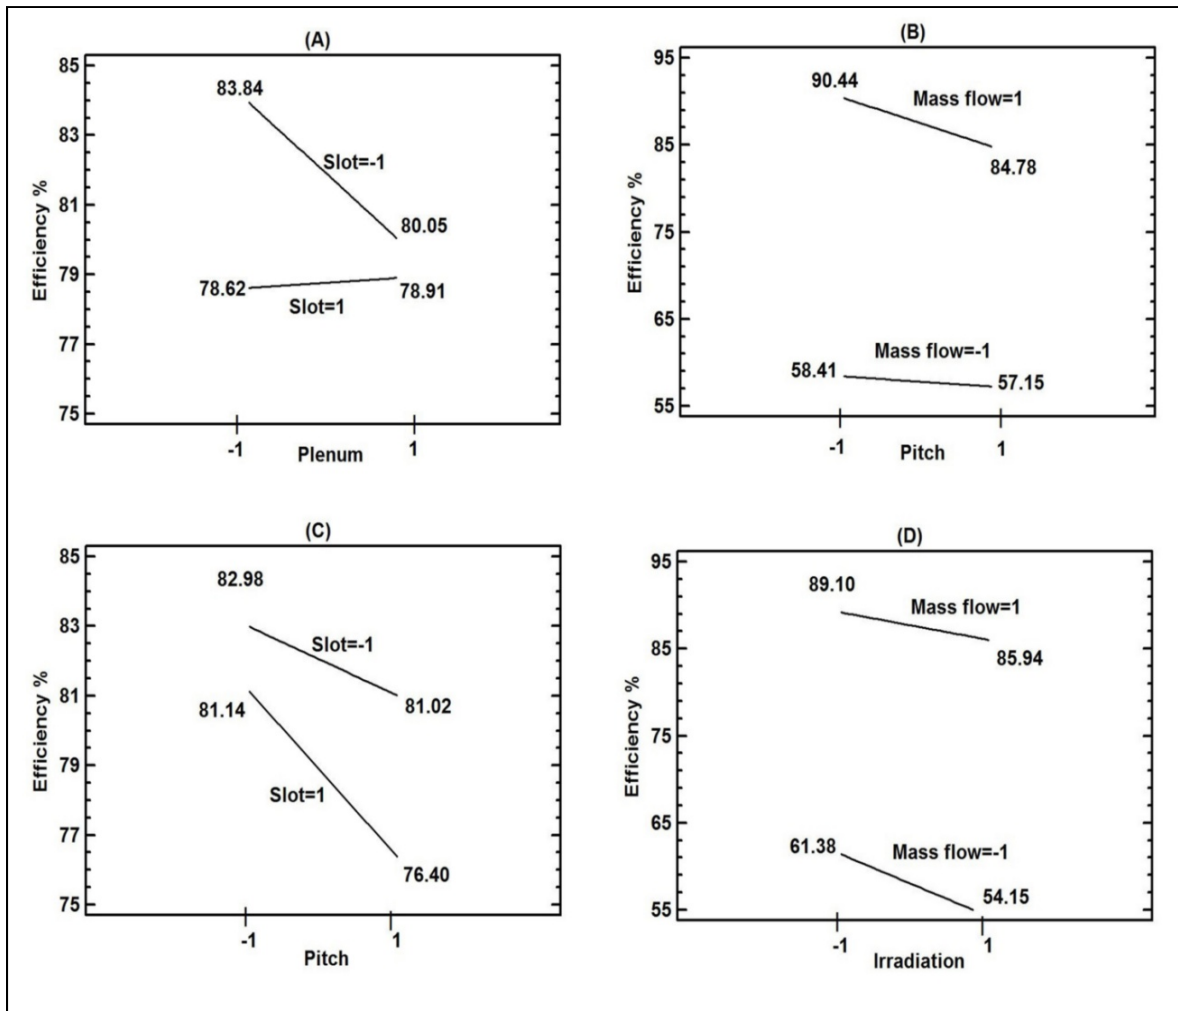 (A)
85
83
81
79
77
75
Efficiency %
83.84
Slot=-1
80.05
78.62
Slot=1
78.91
-1
1
Plenum
(B)
95
85
75
65
55
Efficiency %
90.44
Mass flow=1
84.78
Mass flow=-1
58.41
57.15
-1
1
Pitch
(C)
85
83
81
79
77
75
Efficiency %
82.98
Slot=-1
81.14
81.02
Slot=1
76.40
-1
1
Pitch
(D)
95
85
75
65
55
Efficiency %
89.10
Mass flow=1
85.94
61.38
Mass flow=-1
54.15
-1
1
Irradiation